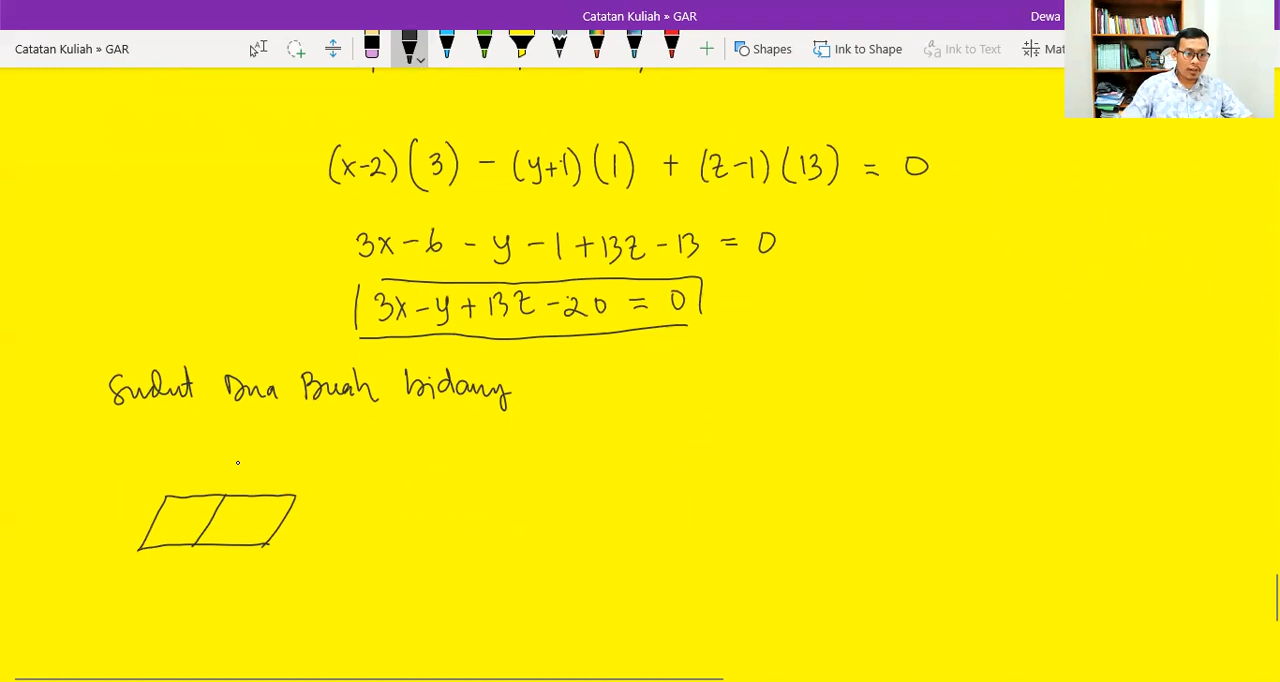 Catatan Kuliah » GAR
Dewa
Catatan Kuliah » GAR
Shapes
Ink to Shape
Ink to Text
Mat
(x-2)(3) - (y+1)(1) + (z-1)(13) = 0
3x - 6 - y - 1 + 13z - 13 = 0
3x - y + 13z - 20 = 0
Sudut Dua Buah bidang